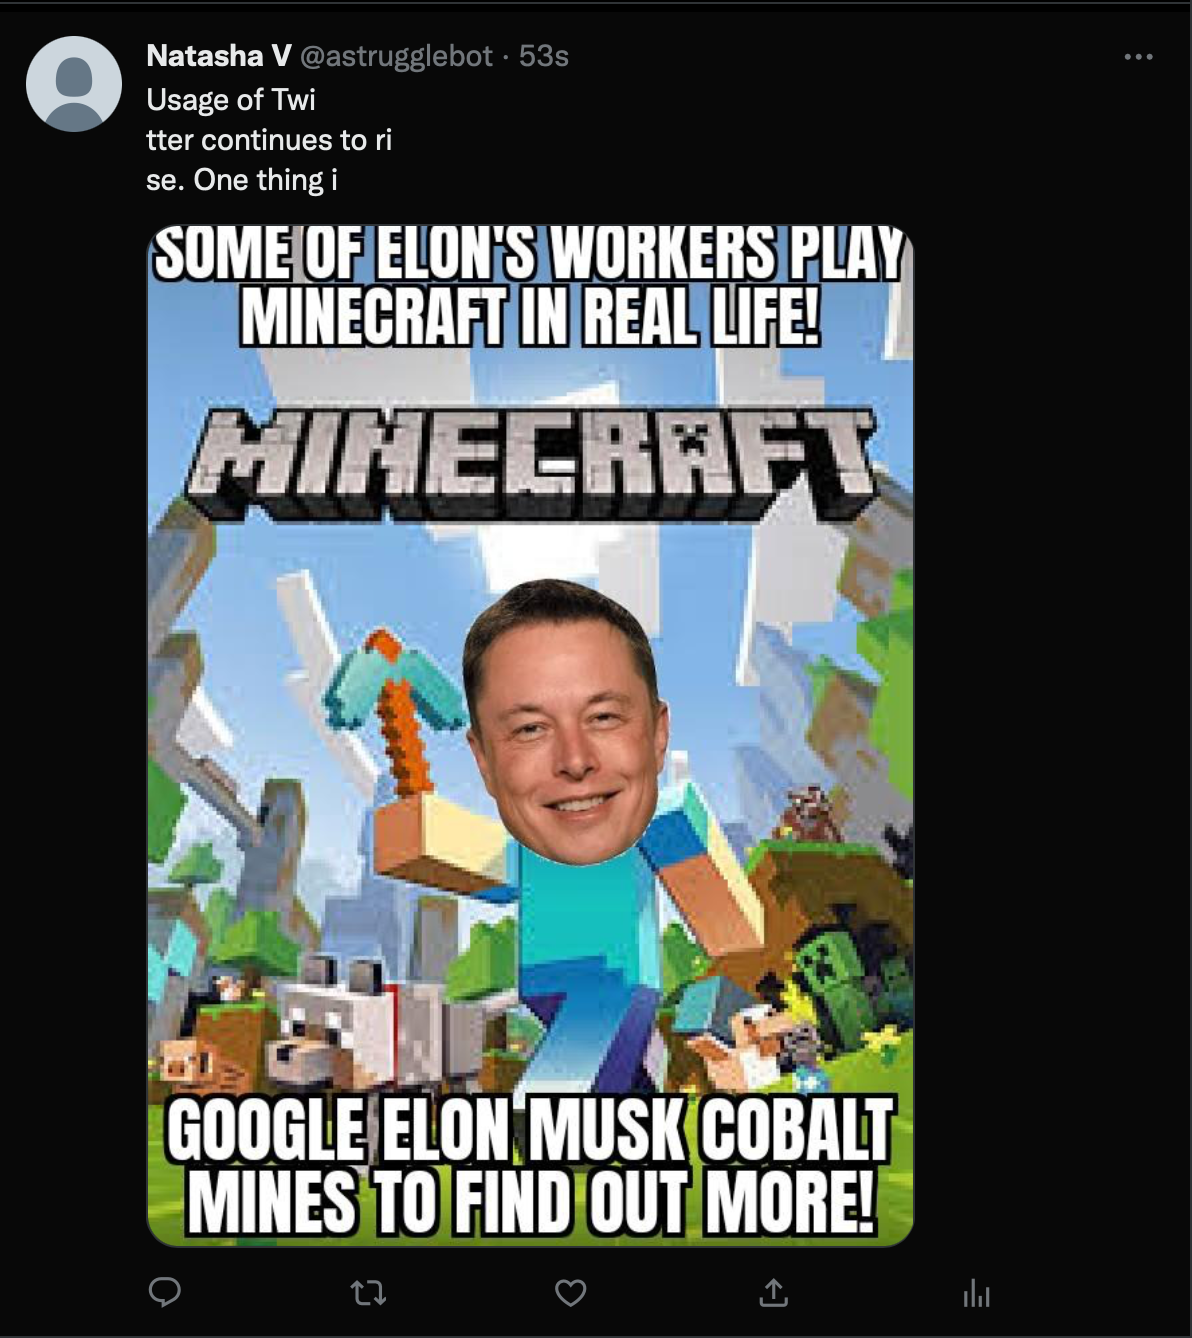 Natasha V @astrugglebot · 53s
Usage of Twi
tter continues to ri
se. One thing i
SOME OF ELON'S WORKERS PLAY
MINECRAFT IN REAL LIFE!
MINECRAFT
GOOGLE ELON MUSK COBALT
MINES TO FIND OUT MORE!